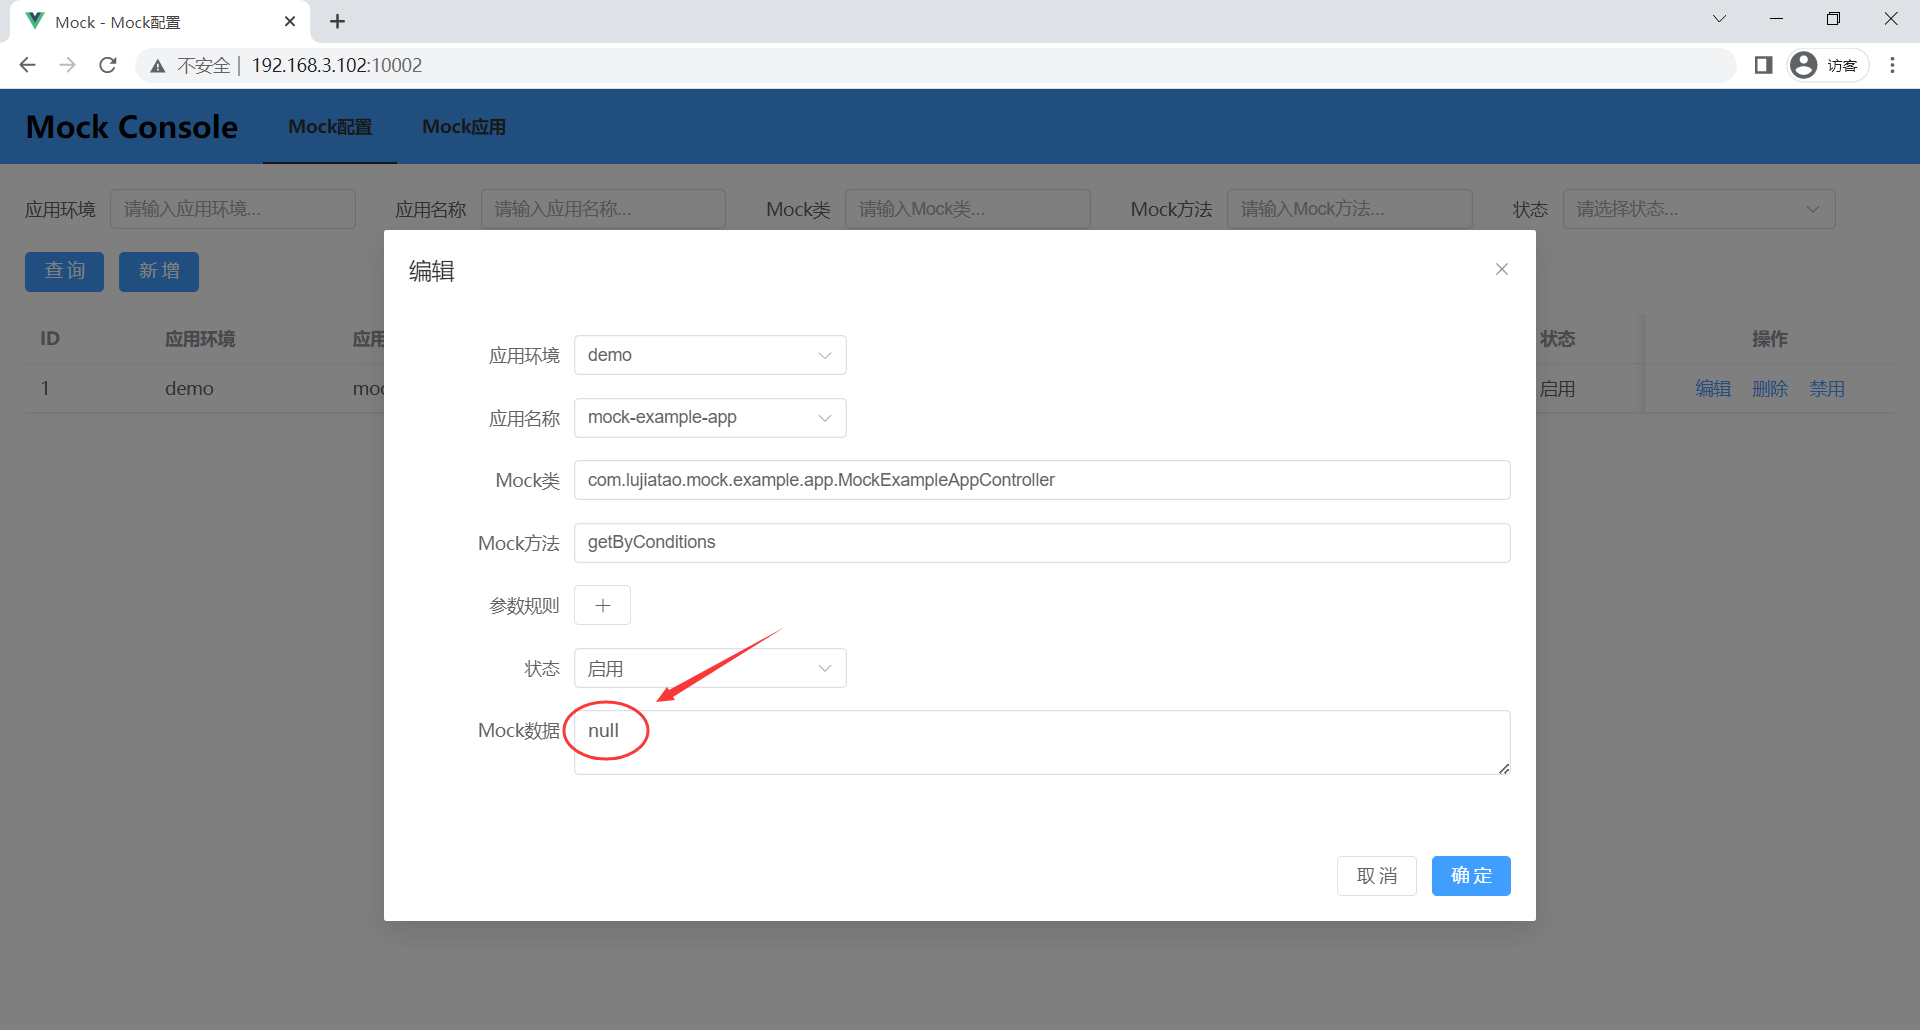 Mock - Mock配置
不安全 | 192.168.3.102:10002
访客
Mock Console
Mock配置
Mock应用
应用环境 请输入应用环境...
应用名称 请输入应用名称...
Mock类 请输入Mock类...
Mock方法 请输入Mock方法...
状态 请选择状态...
查询
新增
ID 应用环境 应用 状态 操作
1 demo moc 启用 编辑 删除 禁用
编辑
应用环境 demo
应用名称 mock-example-app
Mock类 com.lujiatao.mock.example.app.MockExampleAppController
Mock方法 getByConditions
参数规则
状态 启用
Mock数据 null
取消
确定